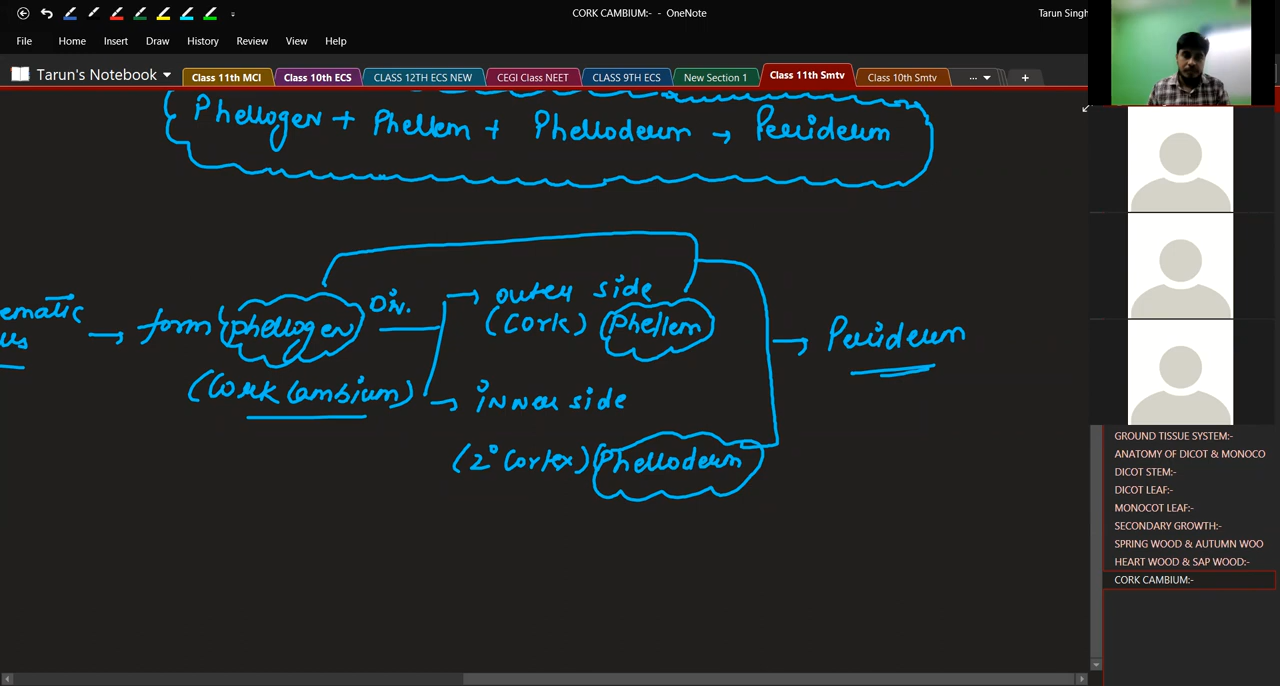 CORK CAMBIUM:- - OneNote
Tarun Singh
File Home Insert Draw History Review View Help
Tarun's Notebook
Class 11th MCI
Class 10th ECS
CLASS 12TH ECS NEW
CEGI Class NEET
CLASS 9TH ECS
New Section 1
Class 11th Smtv
Class 10th Smtv
...
+
Phellogen + Phellem + Phelloderm → Periderm
ematic → form phellogen Div. → outer side
(Cork) Phellem
(Cork Cambium) → inner side
(2° Cortex) Phelloderm
→ Periderm
GROUND TISSUE SYSTEM:-
ANATOMY OF DICOT & MONOCO
DICOT STEM:-
DICOT LEAF:-
MONOCOT LEAF:-
SECONDARY GROWTH:-
SPRING WOOD & AUTUMN WOO
HEART WOOD & SAP WOOD:-
CORK CAMBIUM:-